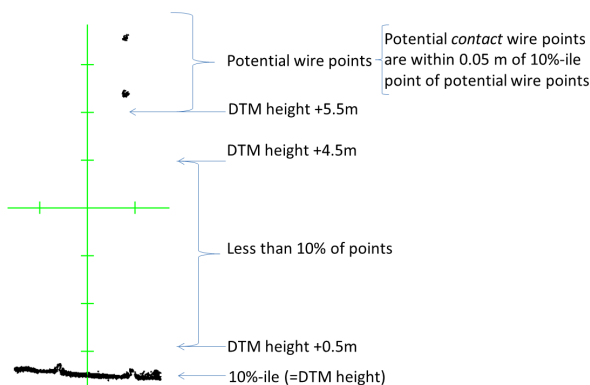 Potential contact wire points
are within 0.05 m of 10%-ile
point of potential wire points
Potential wire points
DTM height +5.5m
DTM height +4.5m
Less than 10% of points
DTM height +0.5m
10%-ile (=DTM height)